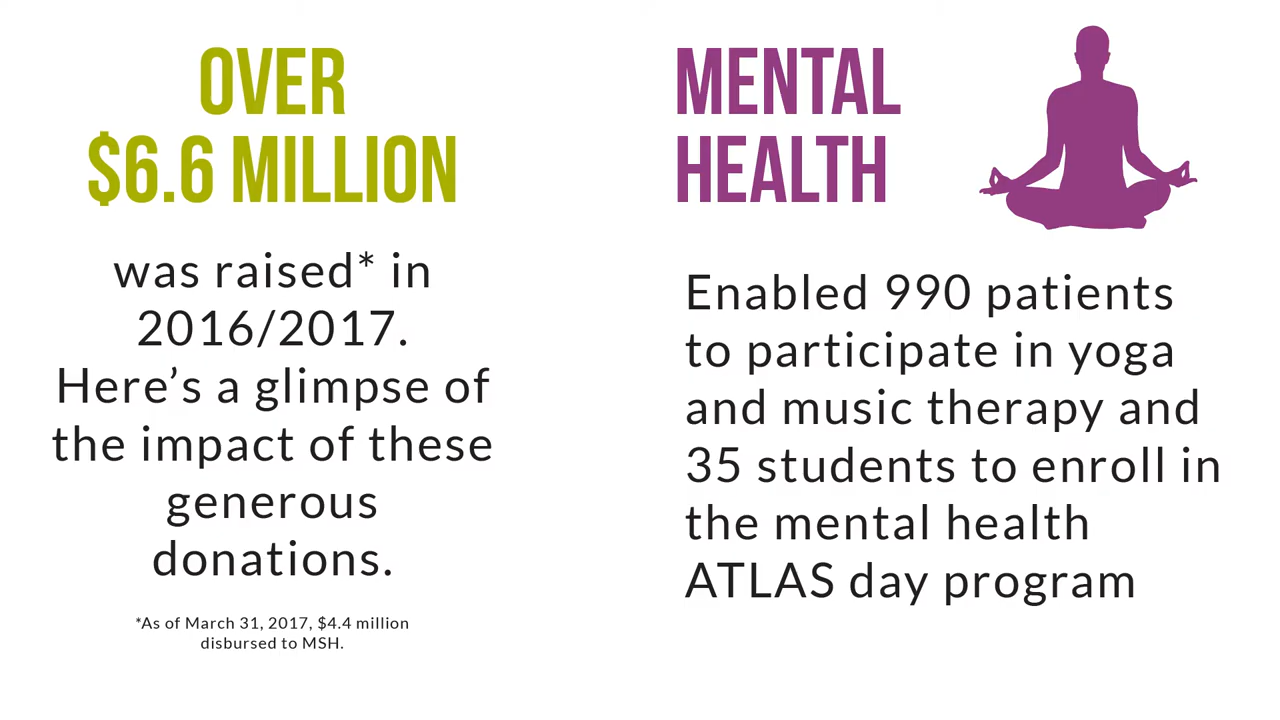 OVER
$6.6 MILLION
was raised* in
2016/2017.
Here’s a glimpse of
the impact of these
generous
donations.
*As of March 31, 2017, $4.4 million
disbursed to MSH.
MENTAL
HEALTH
Enabled 990 patients
to participate in yoga
and music therapy and
35 students to enroll in
the mental health
ATLAS day program